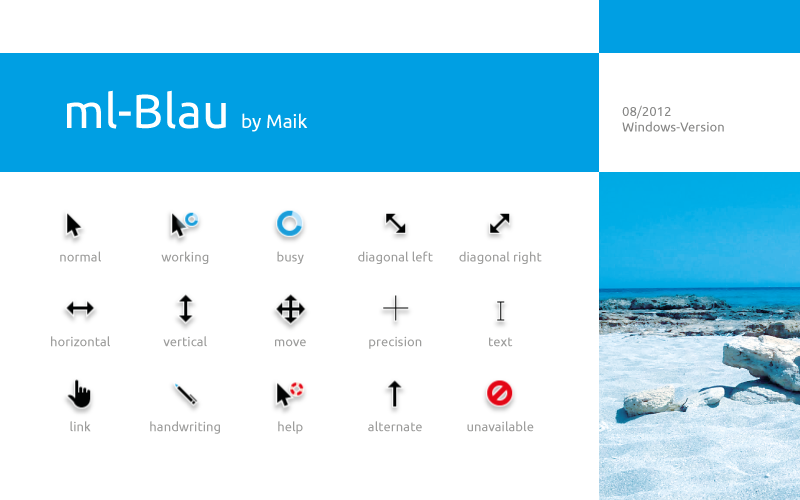 ml-Blau by Maik
08/2012
Windows-Version
normal
working
busy
diagonal left
diagonal right
horizontal
vertical
move
precision
text
link
handwriting
help
alternate
unavailable